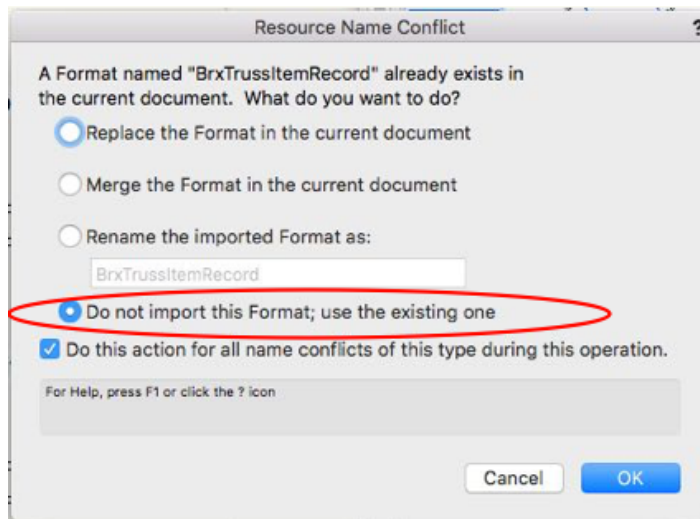 Resource Name Conflict
?
A Format named "BrxTrussItemRecord" already exists in
the current document.  What do you want to do?
Replace the Format in the current document
Merge the Format in the current document
Rename the imported Format as:
BrxTrussItemRecord
Do not import this Format; use the existing one
Do this action for all name conflicts of this type during this operation.
For Help, press F1 or click the ? icon
Cancel
OK